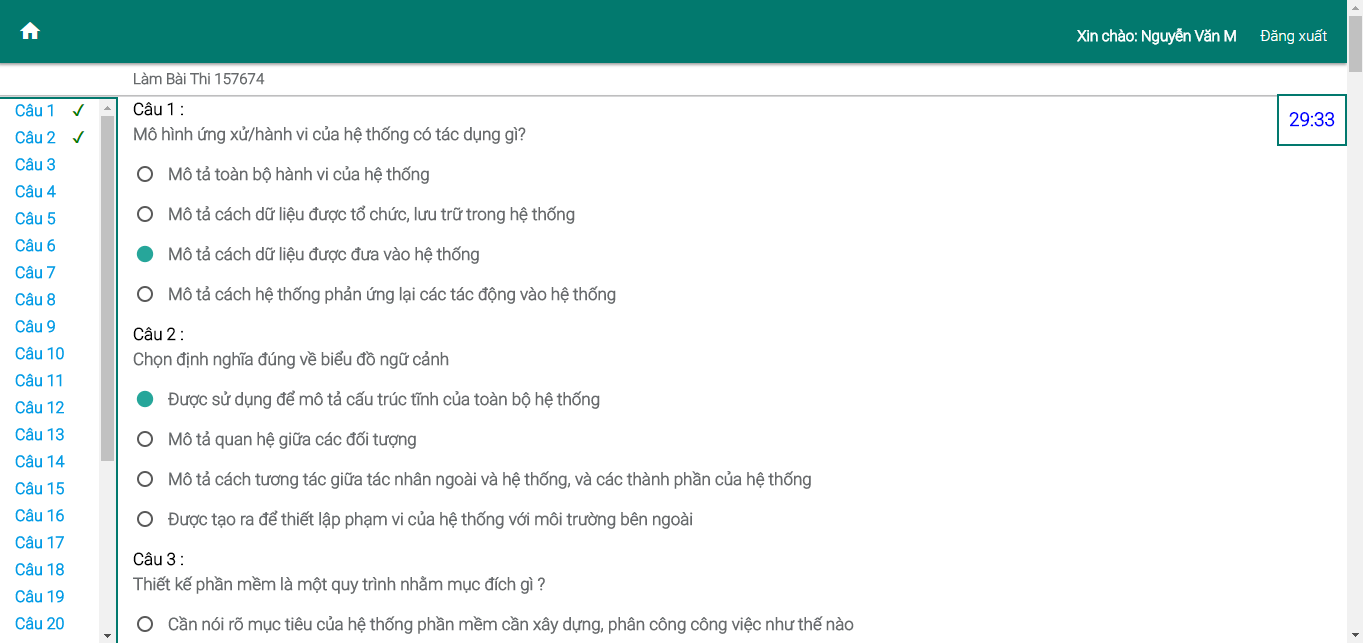 Xin chào: Nguyễn Văn M Đăng xuất
Làm Bài Thi 157674
29:33
Câu 1 ✓
Câu 2 ✓
Câu 3
Câu 4
Câu 5
Câu 6
Câu 7
Câu 8
Câu 9
Câu 10
Câu 11
Câu 12
Câu 13
Câu 14
Câu 15
Câu 16
Câu 17
Câu 18
Câu 19
Câu 20
Câu 1 :
Mô hình ứng xử/hành vi của hệ thống có tác dụng gì?
Mô tả toàn bộ hành vi của hệ thống
Mô tả cách dữ liệu được tổ chức, lưu trữ trong hệ thống
Mô tả cách dữ liệu được đưa vào hệ thống
Mô tả cách hệ thống phản ứng lại các tác động vào hệ thống
Câu 2 :
Chọn định nghĩa đúng về biểu đồ ngữ cảnh
Được sử dụng để mô tả cấu trúc tĩnh của toàn bộ hệ thống
Mô tả quan hệ giữa các đối tượng
Mô tả cách tương tác giữa tác nhân ngoài và hệ thống, và các thành phần của hệ thống
Được tạo ra để thiết lập phạm vi của hệ thống với môi trường bên ngoài
Câu 3 :
Thiết kế phần mềm là một quy trình nhằm mục đích gì ?
Cần nói rõ mục tiêu của hệ thống phần mềm cần xây dựng, phân công công việc như thế nào